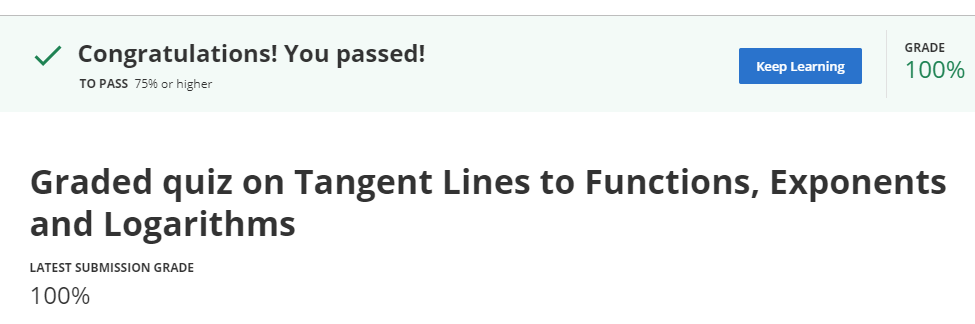 Congratulations! You passed!
TO PASS 75% or higher
Keep Learning
GRADE
100%
Graded quiz on Tangent Lines to Functions, Exponents
and Logarithms
LATEST SUBMISSION GRADE
100%